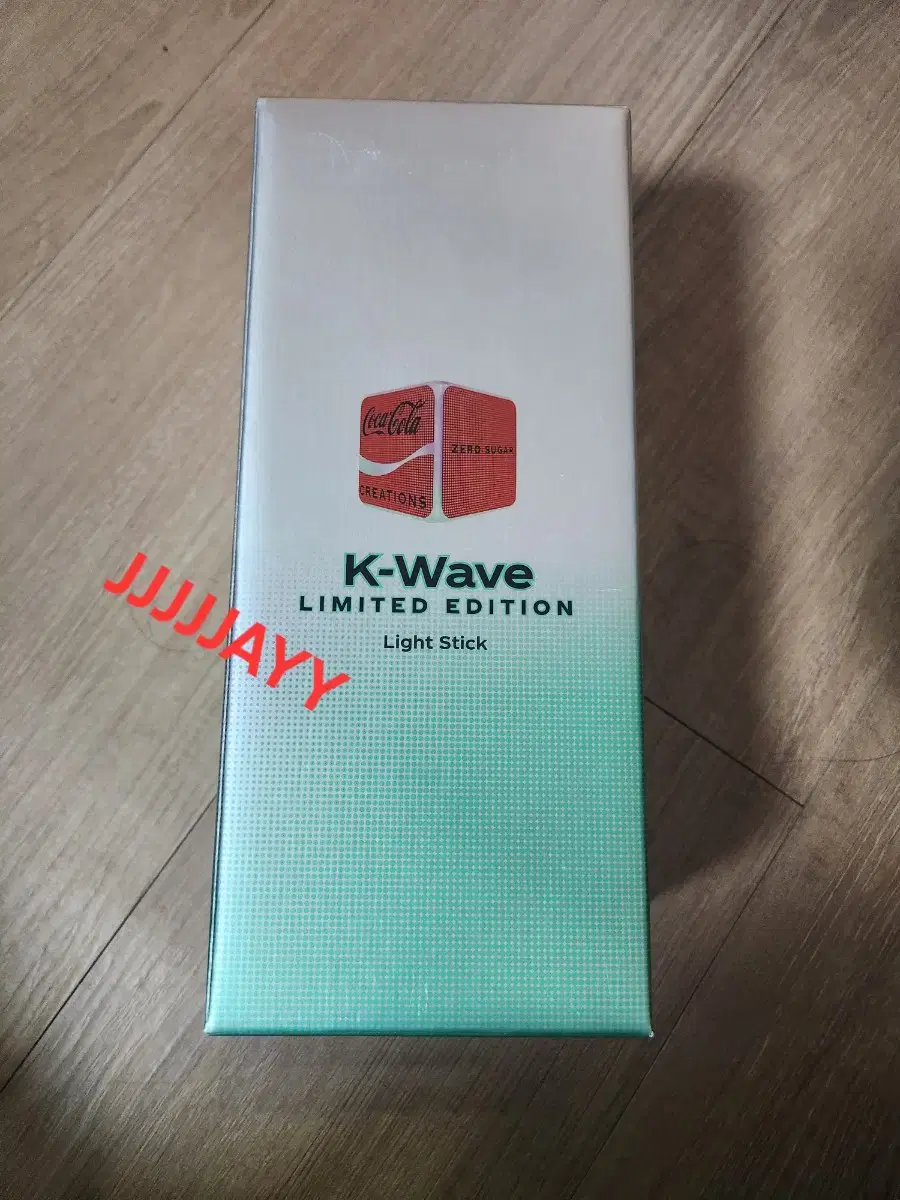 Coca-Cola
ZERO SUGAR
CREATIONS
K-Wave
LIMITED EDITION
Light Stick
JJJJJAYY